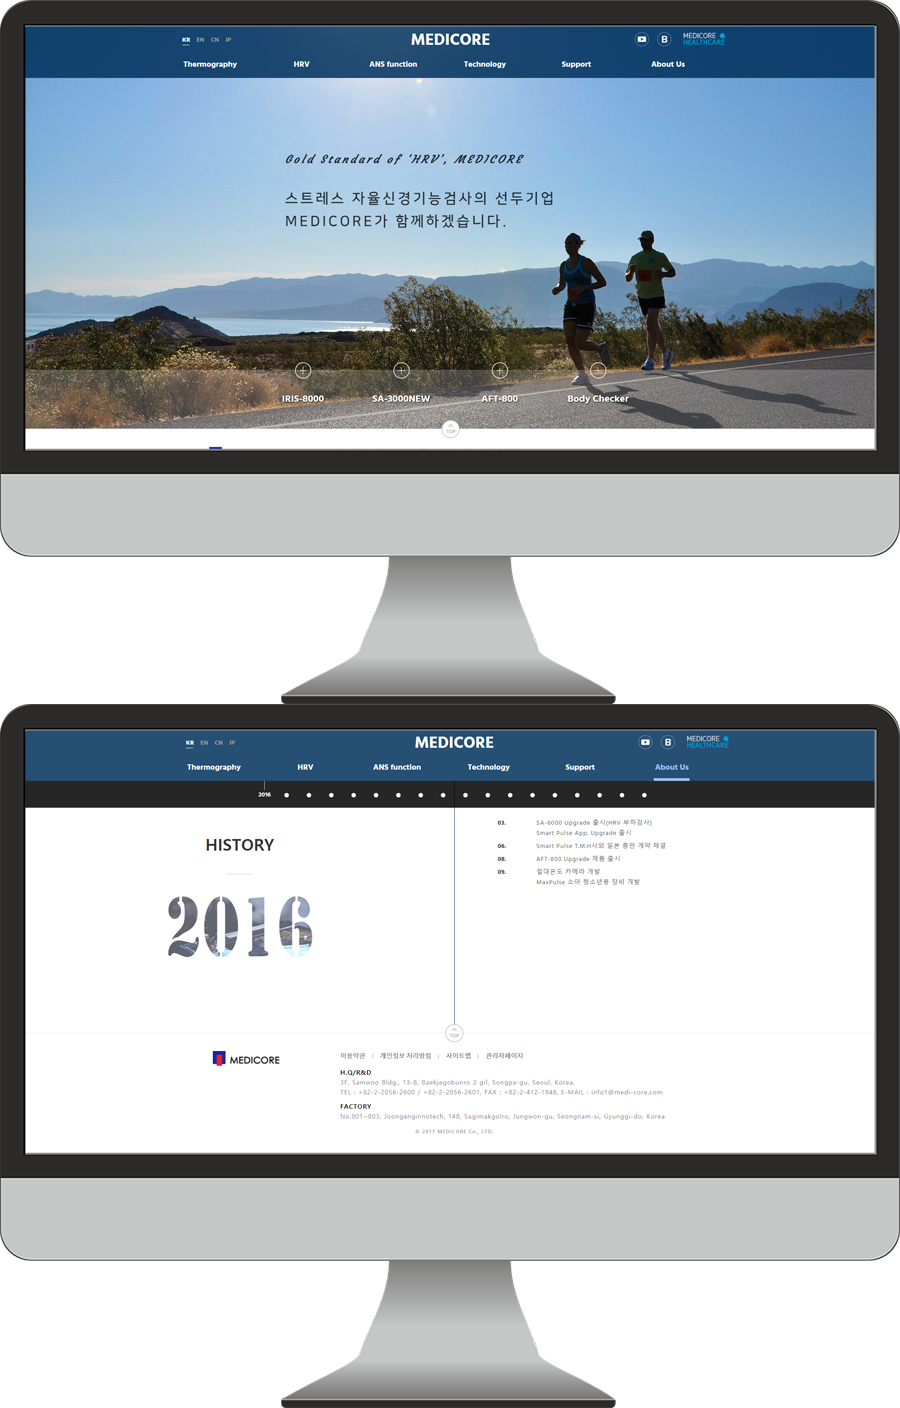 KR EN CN JP
MEDICORE
B
MEDICORE
HEALTHCARE
Thermography HRV ANS function Technology Support About Us
Gold Standard of 'HRV', MEDICORE
스트레스 자율신경기능검사의 선두기업
MEDICORE가 함께하겠습니다.
IRIS-8000 SA-3000NEW AFT-800 Body Checker
TOP
KR EN CN JP
MEDICORE
B
MEDICORE
HEALTHCARE
Thermography HRV ANS function Technology Support About Us
2016
HISTORY
2016
03. SA-6000 Upgrade 출시(HRV 부하검사)
Smart Pulse App. Upgrade 출시
06. Smart Pulse T.M.H사와 일본 총판 계약 체결
08. AFT-800 Upgrade 제품 출시
09. 절대온도 카메라 개발
MaxPulse 소아 청소년용 장비 개발
TOP
MEDICORE
이용약관 | 개인정보 처리방침 | 사이트맵 | 관리자페이지
H.Q/R&D
3F, Samwoo Bldg., 13-8, Baekjegobunro 2 gil, Songpa-gu, Seoul, Korea.
TEL : +82-2-2056-2600 / +82-2-2056-2601, FAX : +82-2-412-1948, E-MAIL : info1@medi-core.com
FACTORY
No.801~803, Joonganginnotech, 148, Sagimakgolro, Jungwon-gu, Seongnam-si, Gyunggi-do, Korea
© 2017 MEDICORE Co., LTD.